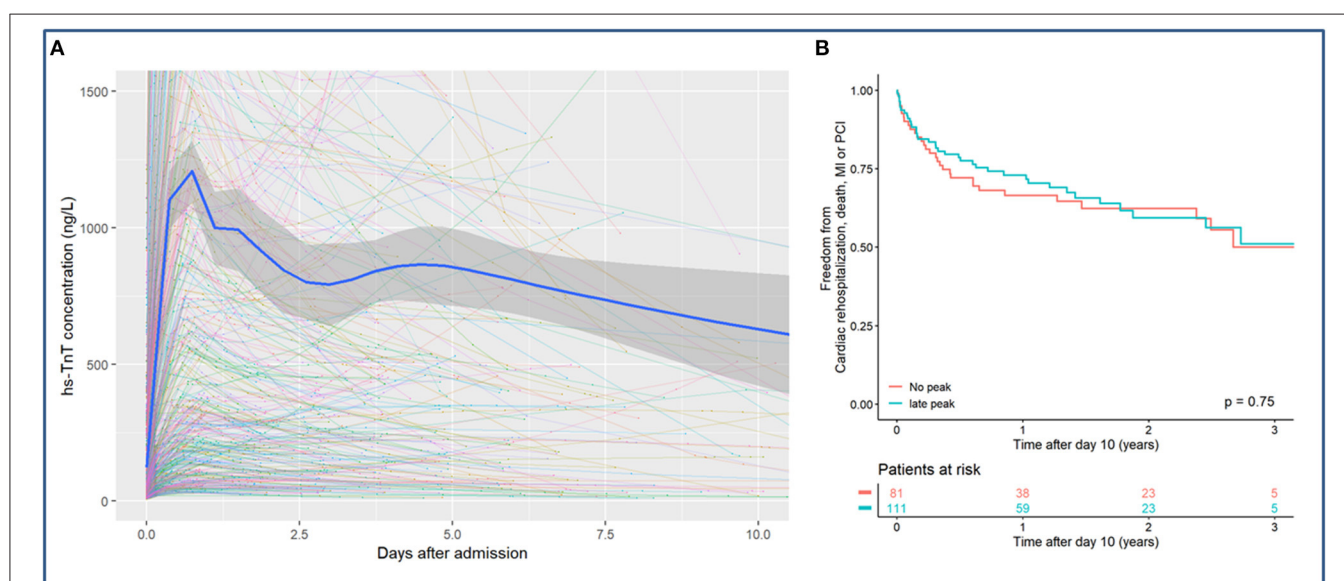 A
hs-TnT concentration (ng/L)
1500
1000
500
0
0.0 2.5 5.0 7.5 10.0
Days after admission
B
Freedom from
Cardiac rehospitalization, death, MI or PCI
1.00
0.75
0.50
0.25
0.00
No peak
late peak
p = 0.75
0 1 2 3
Time after day 10 (years)
Patients at risk
81 38 23 5
111 59 23 5
0 1 2 3
Time after day 10 (years)